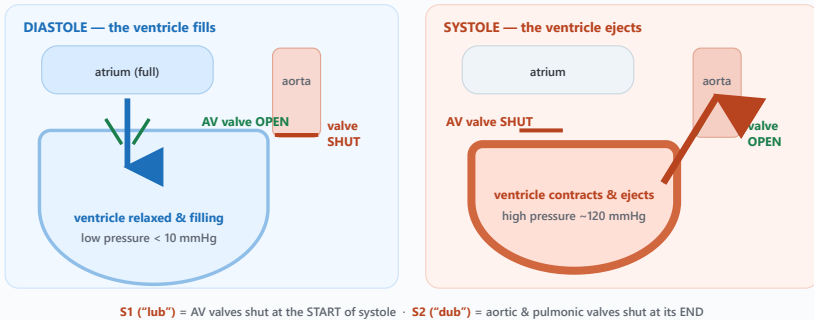 DIASTOLE — the ventricle fills
atrium (full)
aorta
AV valve OPEN
valve
SHUT
ventricle relaxed & filling
low pressure < 10 mmHg
SYSTOLE — the ventricle ejects
atrium
aorta
AV valve SHUT
valve
OPEN
ventricle contracts & ejects
high pressure ~120 mmHg
S1 (“lub”) = AV valves shut at the START of systole · S2 (“dub”) = aortic & pulmonic valves shut at its END